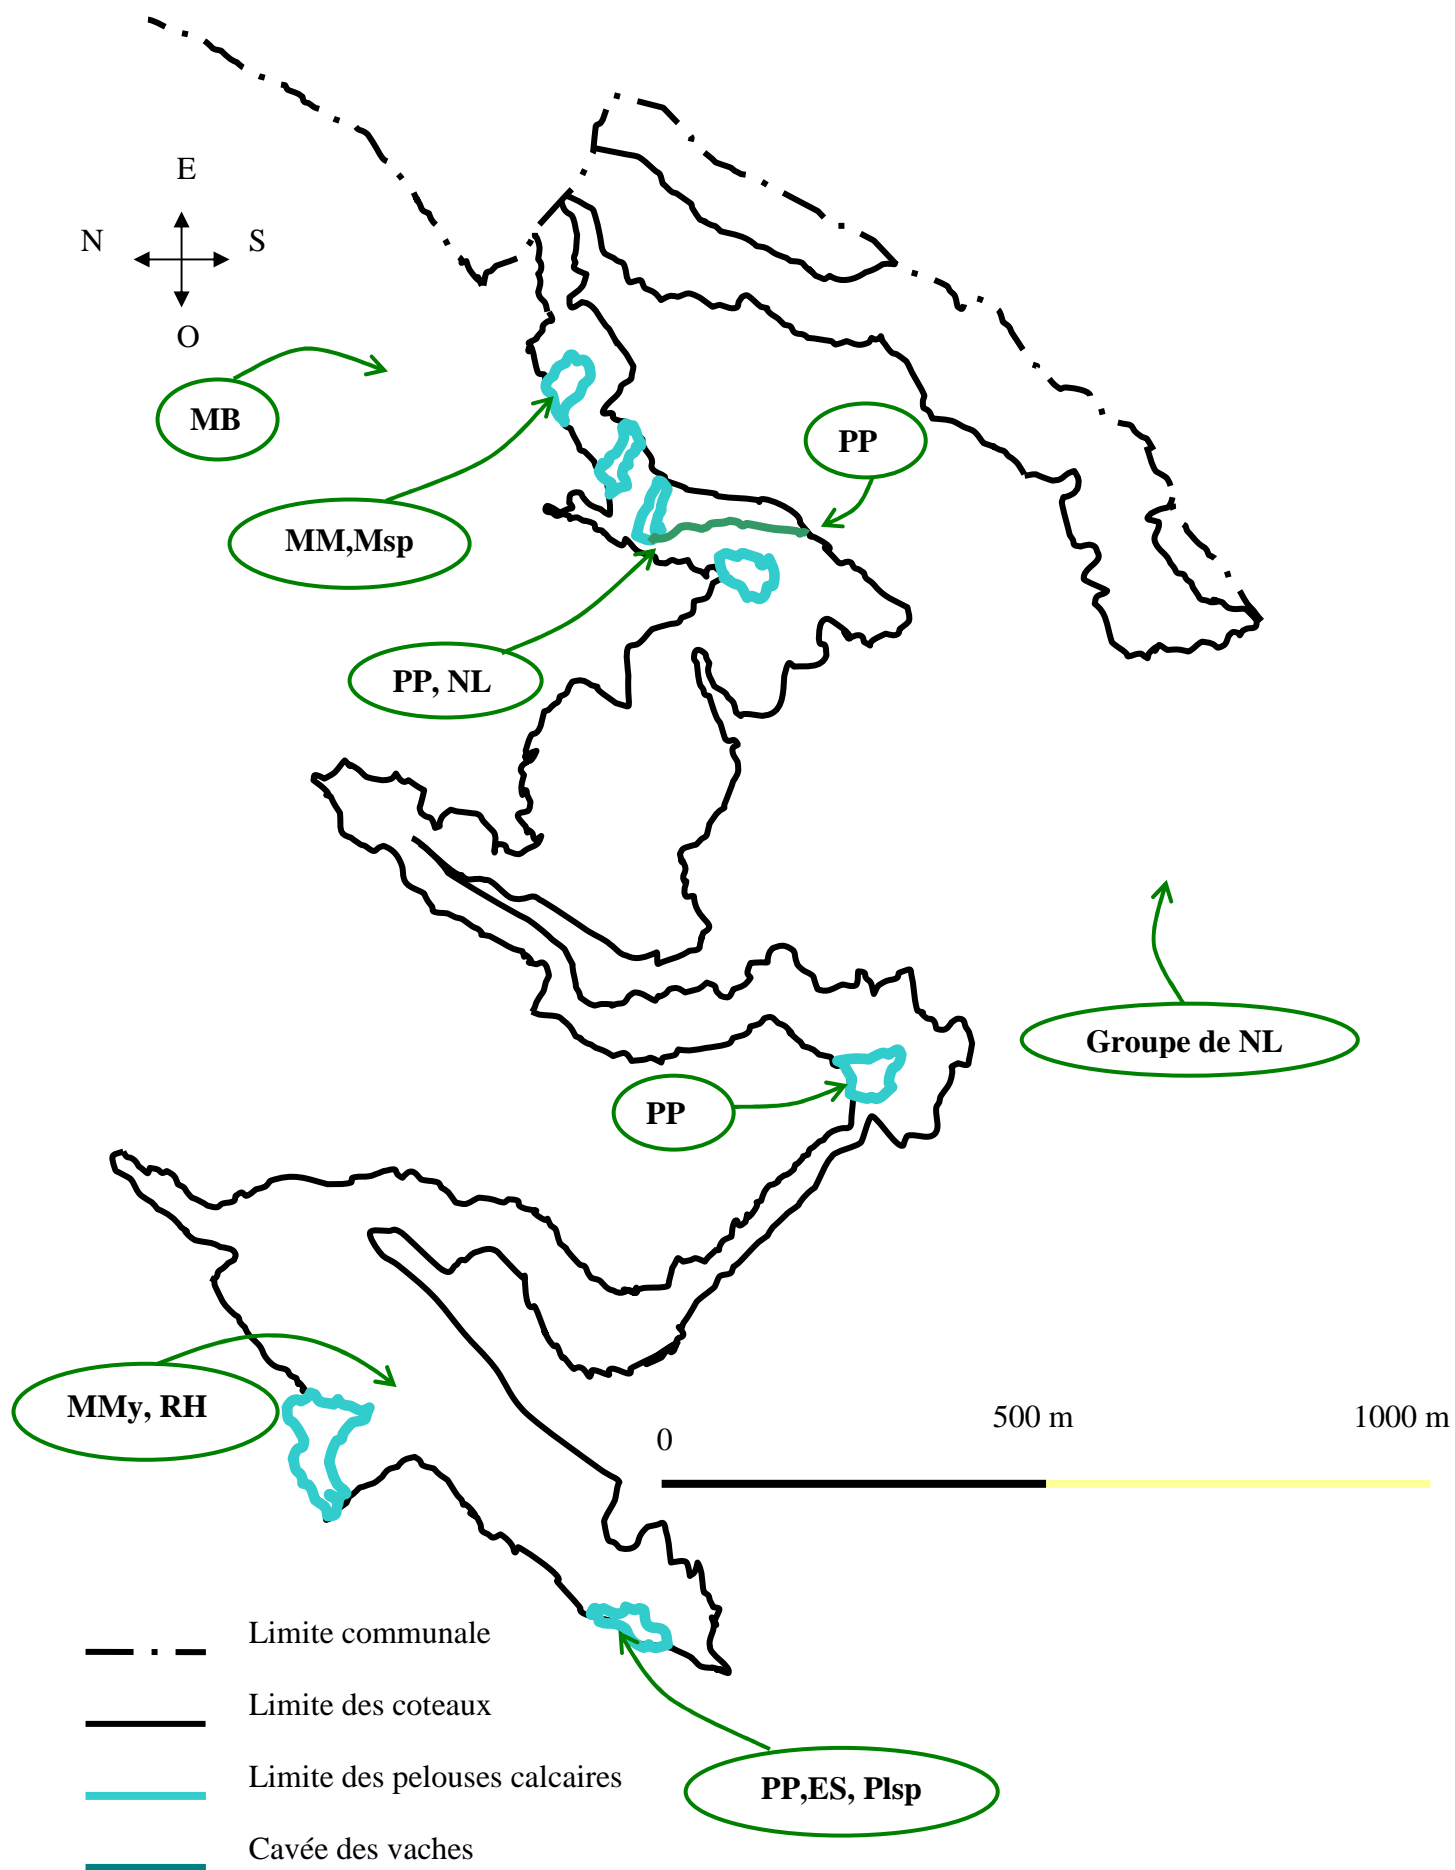 E
N
S
O
MB
PP
MM,Msp
PP, NL
Groupe de NL
PP
MMy, RH
0
500 m
1000 m
Limite communale
Limite des coteaux
Limite des pelouses calcaires
PP,ES, Plsp
Cavée des vaches